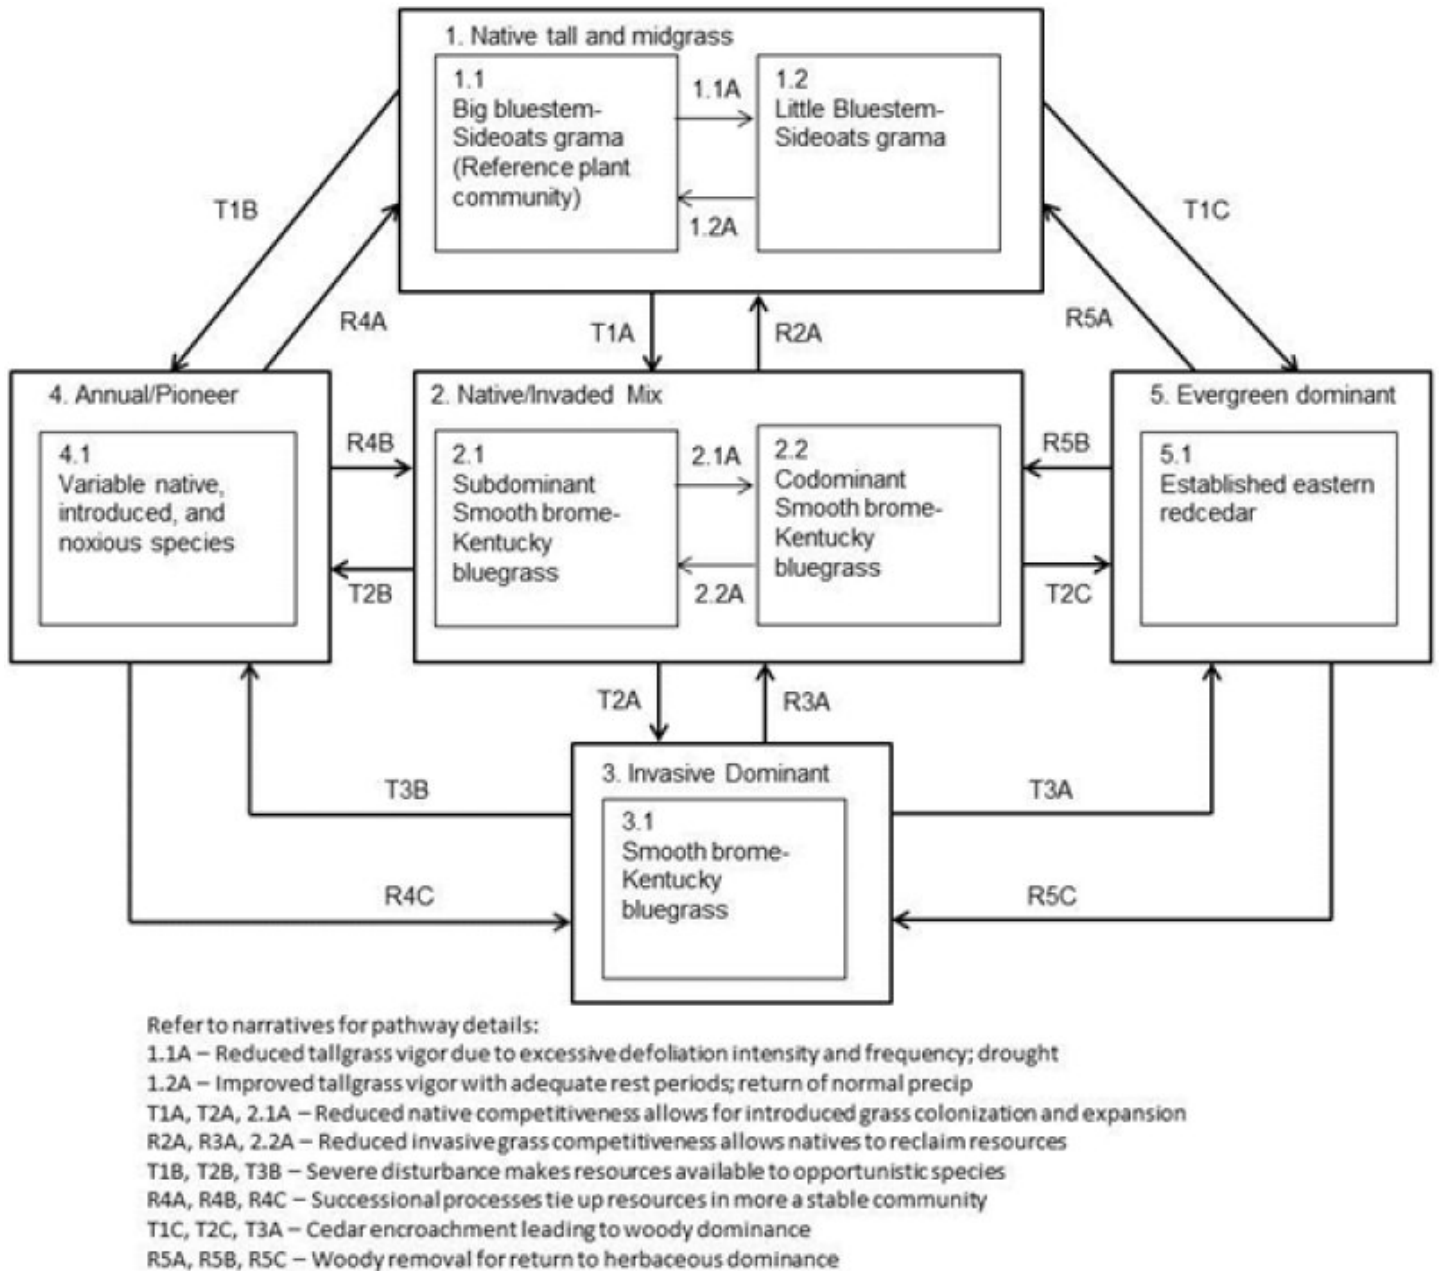 1. Native tall and midgrass
1.1
Big bluestem-
Sideoats grama
(Reference plant
community)
1.1A
1.2A
1.2
Little Bluestem-
Sideoats grama
T1B
R4A
T1A
R2A
R5A
T1C
4. Annual/Pioneer
4.1
Variable native,
introduced, and
noxious species
R4B
T2B
2. Native/Invaded Mix
2.1
Subdominant
Smooth brome-
Kentucky
bluegrass
2.1A
2.2A
2.2
Codominant
Smooth brome-
Kentucky
bluegrass
R5B
T2C
5. Evergreen dominant
5.1
Established eastern
redcedar
T2A
R3A
T3B
R4C
3. Invasive Dominant
3.1
Smooth brome-
Kentucky
bluegrass
T3A
R5C
Refer to narratives for pathway details:
1.1A – Reduced tallgrass vigor due to excessive defoliation intensity and frequency; drought
1.2A – Improved tallgrass vigor with adequate rest periods; return of normal precip
T1A, T2A, 2.1A – Reduced native competitiveness allows for introduced grass colonization and expansion
R2A, R3A, 2.2A – Reduced invasive grass competitiveness allows natives to reclaim resources
T1B, T2B, T3B – Severe disturbance makes resources available to opportunistic species
R4A, R4B, R4C – Successional processes tie up resources in more a stable community
T1C, T2C, T3A – Cedar encroachment leading to woody dominance
R5A, R5B, R5C – Woody removal for return to herbaceous dominance